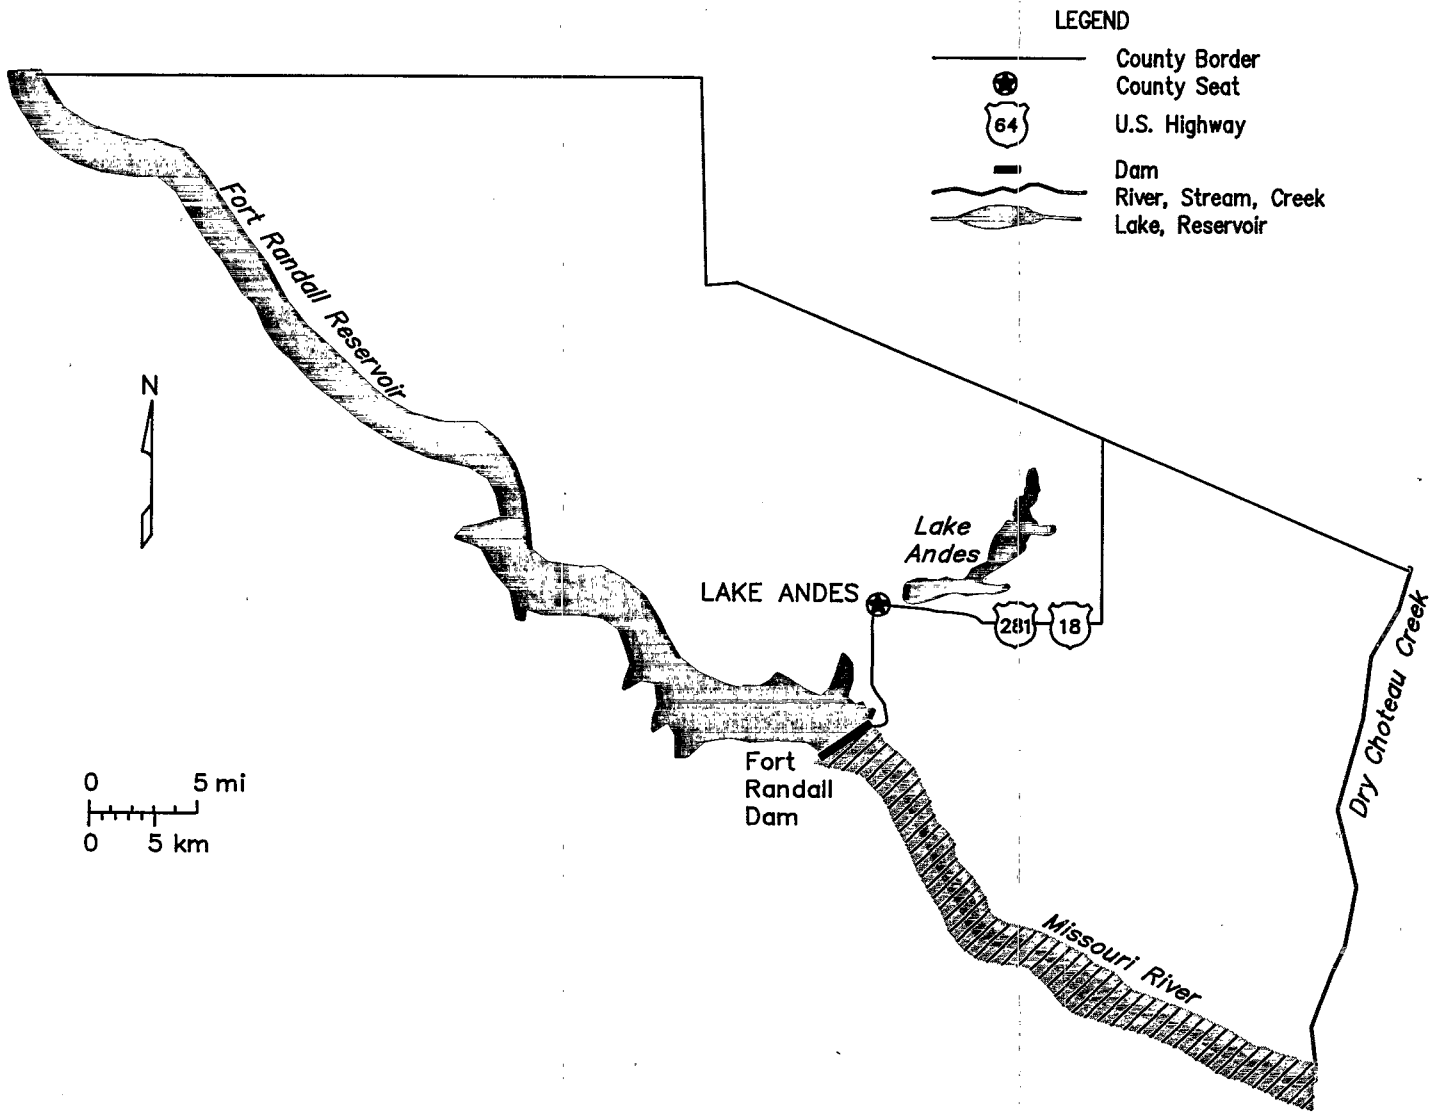 LEGEND
County Border
County Seat
64
U.S. Highway
Dam
River, Stream, Creek
Lake, Reservoir
Fort Randall Reservoir
N
Lake
Andes
LAKE ANDES
281
18
Dry Choteau Creek
Fort
Randall
Dam
0 5 mi
0 5 km
Missouri River